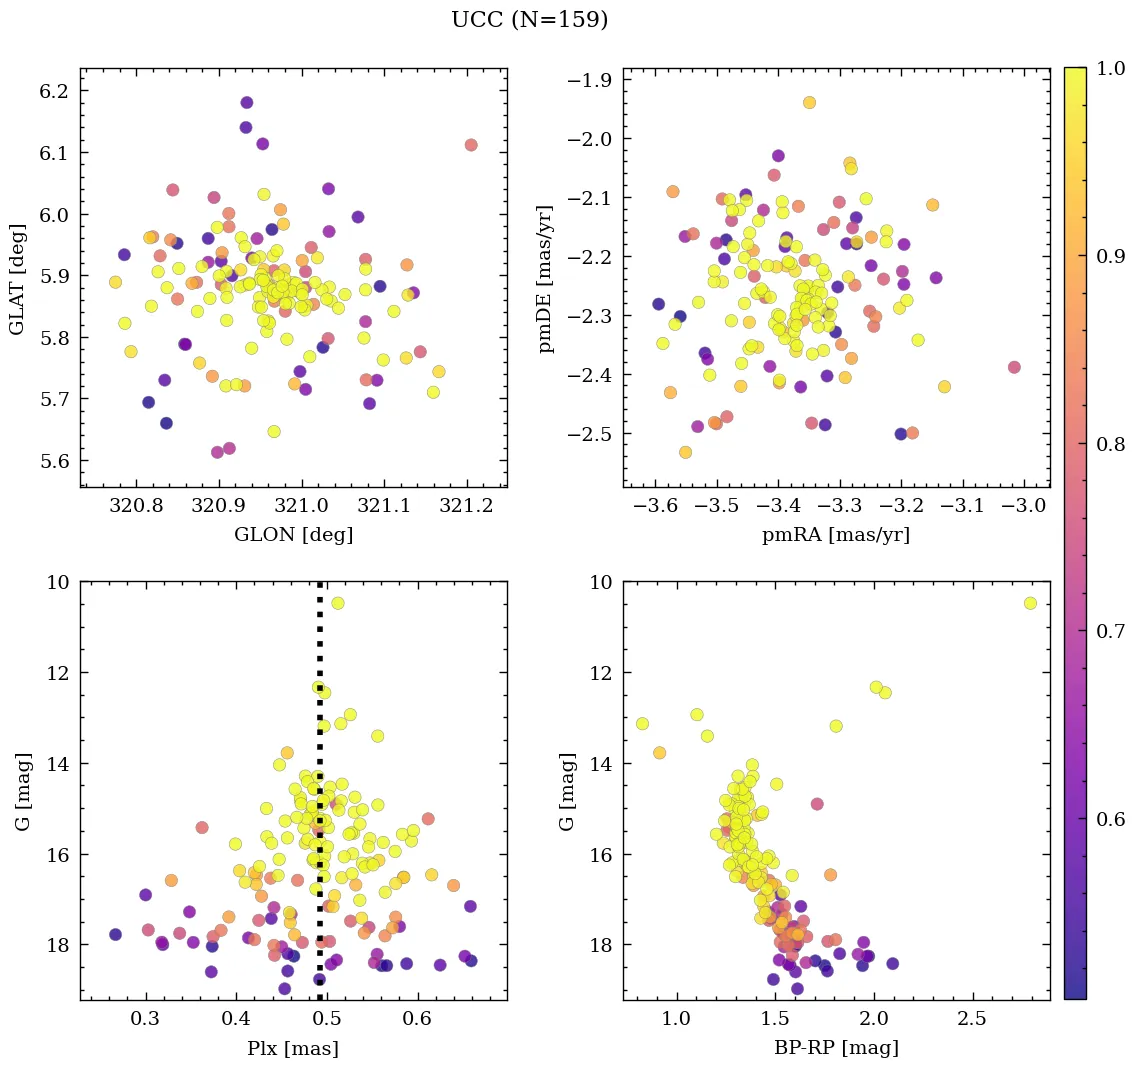 UCC (N=159)
6.2
6.1
6.0
5.9
5.8
5.7
5.6
GLAT [deg]
320.8 320.9 321.0 321.1 321.2
GLON [deg]
−1.9
−2.0
−2.1
−2.2
−2.3
−2.4
−2.5
pmDE [mas/yr]
−3.6 −3.5 −3.4 −3.3 −3.2 −3.1 −3.0
pmRA [mas/yr]
10
12
14
16
18
G [mag]
0.3 0.4 0.5 0.6
Plx [mas]
10
12
14
16
18
G [mag]
1.0 1.5 2.0 2.5
BP-RP [mag]
1.0
0.9
0.8
0.7
0.6